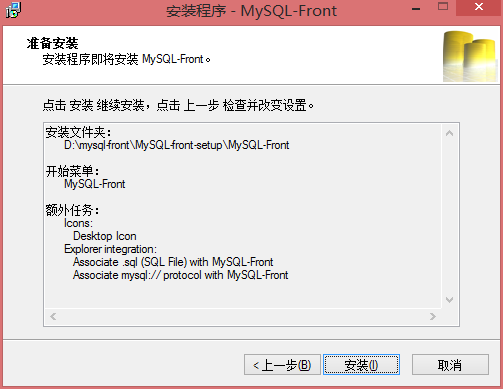 安装程序 - MySQL-Front
准备安装
安装程序即将安装 MySQL-Front。
点击 安装 继续安装，点击 上一步 检查并改变设置。
安装文件夹:
D:\mysql-front\MySQL-front-setup\MySQL-Front
开始菜单:
MySQL-Front
额外任务:
Icons:
Desktop Icon
Explorer integration:
Associate .sql (SQL File) with MySQL-Front
Associate mysql:// protocol with MySQL-Front
< 上一步(B)
安装(I)
取消